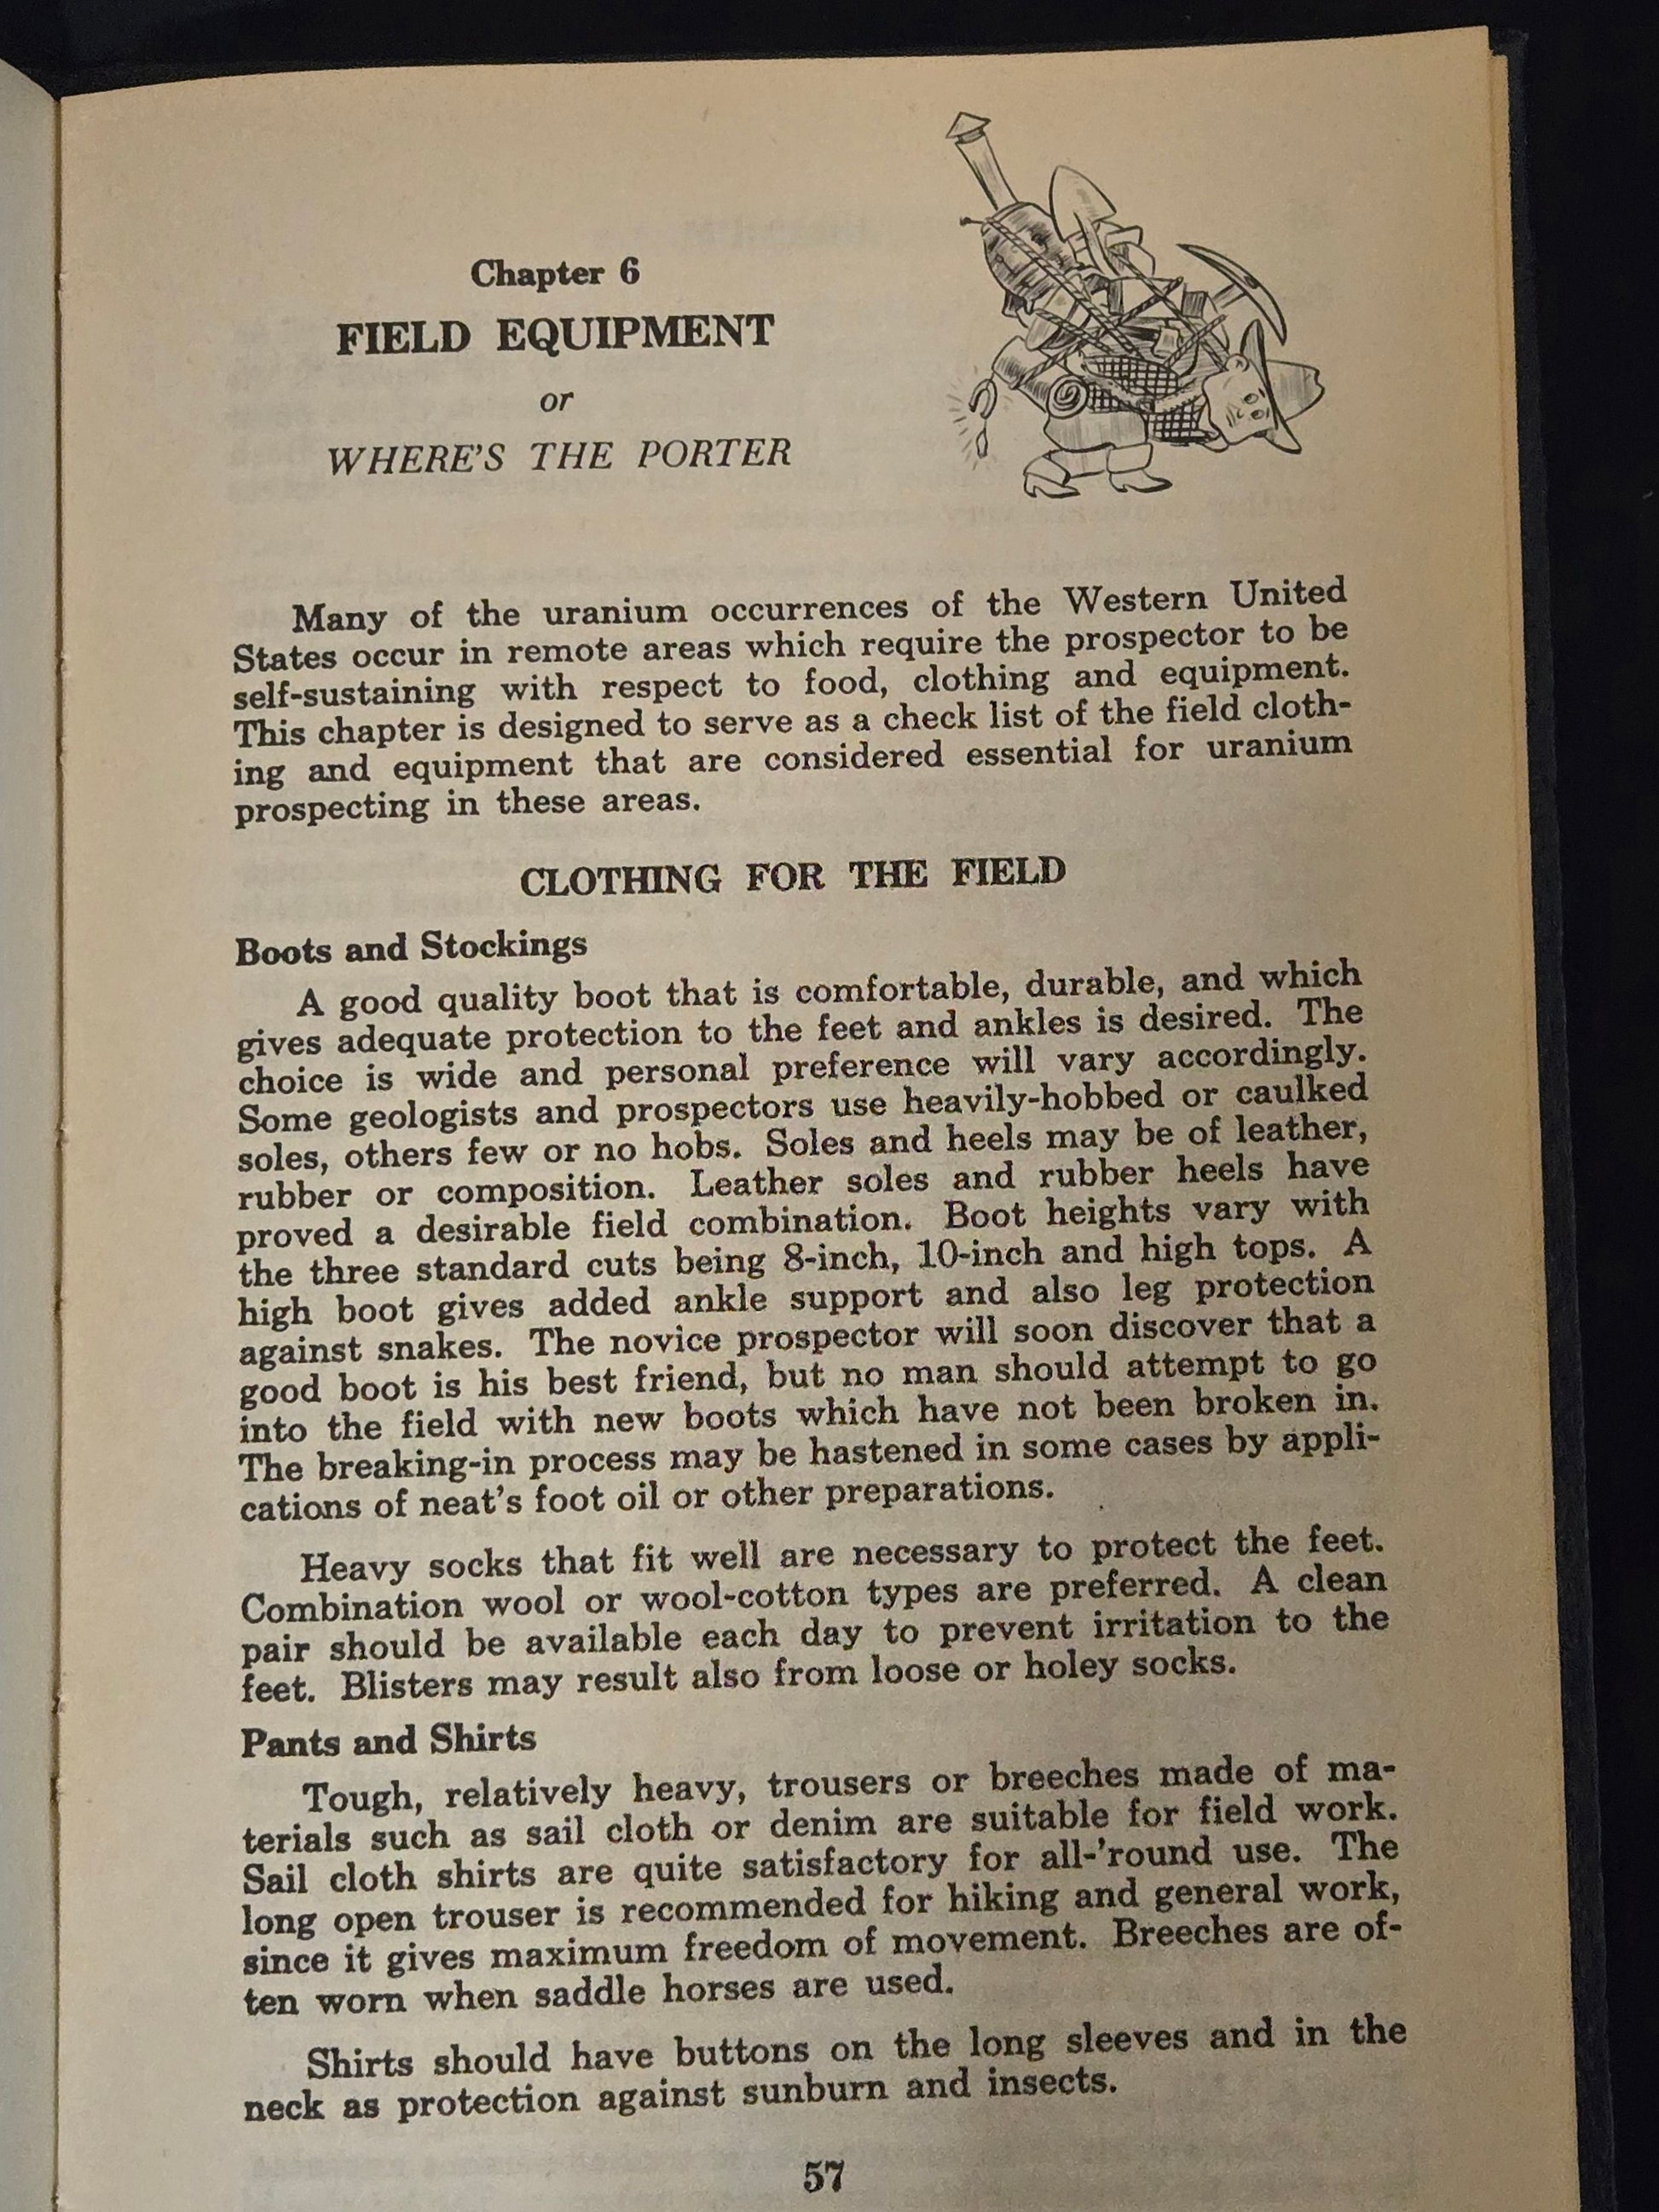 Chapter 6
FIELD EQUIPMENT
or
WHERE'S THE PORTER
Many of the uranium occurrences of the Western United
States occur in remote areas which require the prospector to be
self-sustaining with respect to food, clothing and equipment.
This chapter is designed to serve as a check list of the field cloth-
ing and equipment that are considered essential for uranium
prospecting in these areas.
CLOTHING FOR THE FIELD
Boots and Stockings
A good quality boot that is comfortable, durable, and which
gives adequate protection to the feet and ankles is desired. The
choice is wide and personal preference will vary accordingly.
Some geologists and prospectors use heavily-hobbed or caulked
soles, others few or no hobs. Soles and heels may be of leather,
rubber or composition. Leather soles and rubber heels have
proved a desirable field combination. Boot heights vary with
the three standard cuts being 8-inch, 10-inch and high tops. A
high boot gives added ankle support and also leg protection
against snakes. The novice prospector will soon discover that a
good boot is his best friend, but no man should attempt to go
into the field with new boots which have not been broken in.
The breaking-in process may be hastened in some cases by appli-
cations of neat's foot oil or other preparations.
Heavy socks that fit well are necessary to protect the feet.
Combination wool or wool-cotton types are preferred. A clean
pair should be available each day to prevent irritation to the
feet. Blisters may result also from loose or holey socks.
Pants and Shirts
Tough, relatively heavy, trousers or breeches made of ma-
terials such as sail cloth or denim are suitable for field work.
Sail cloth shirts are quite satisfactory for all-'round use. The
long open trouser is recommended for hiking and general work,
since it gives maximum freedom of movement. Breeches are of-
ten worn when saddle horses are used.
Shirts should have buttons on the long sleeves and in the
neck as protection against sunburn and insects.
57